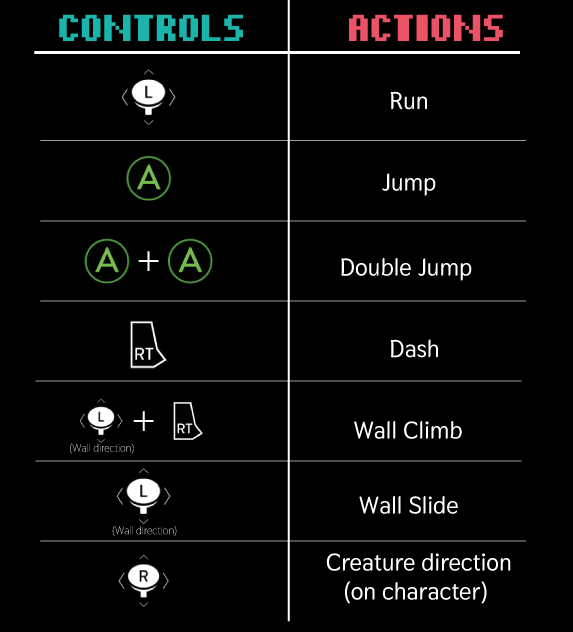 CONTROLS ACTIONS
L Run
A Jump
A + A Double Jump
RT Dash
L + RT Wall Climb
(Wall direction)
L Wall Slide
(Wall direction)
R Creature direction
(on character)